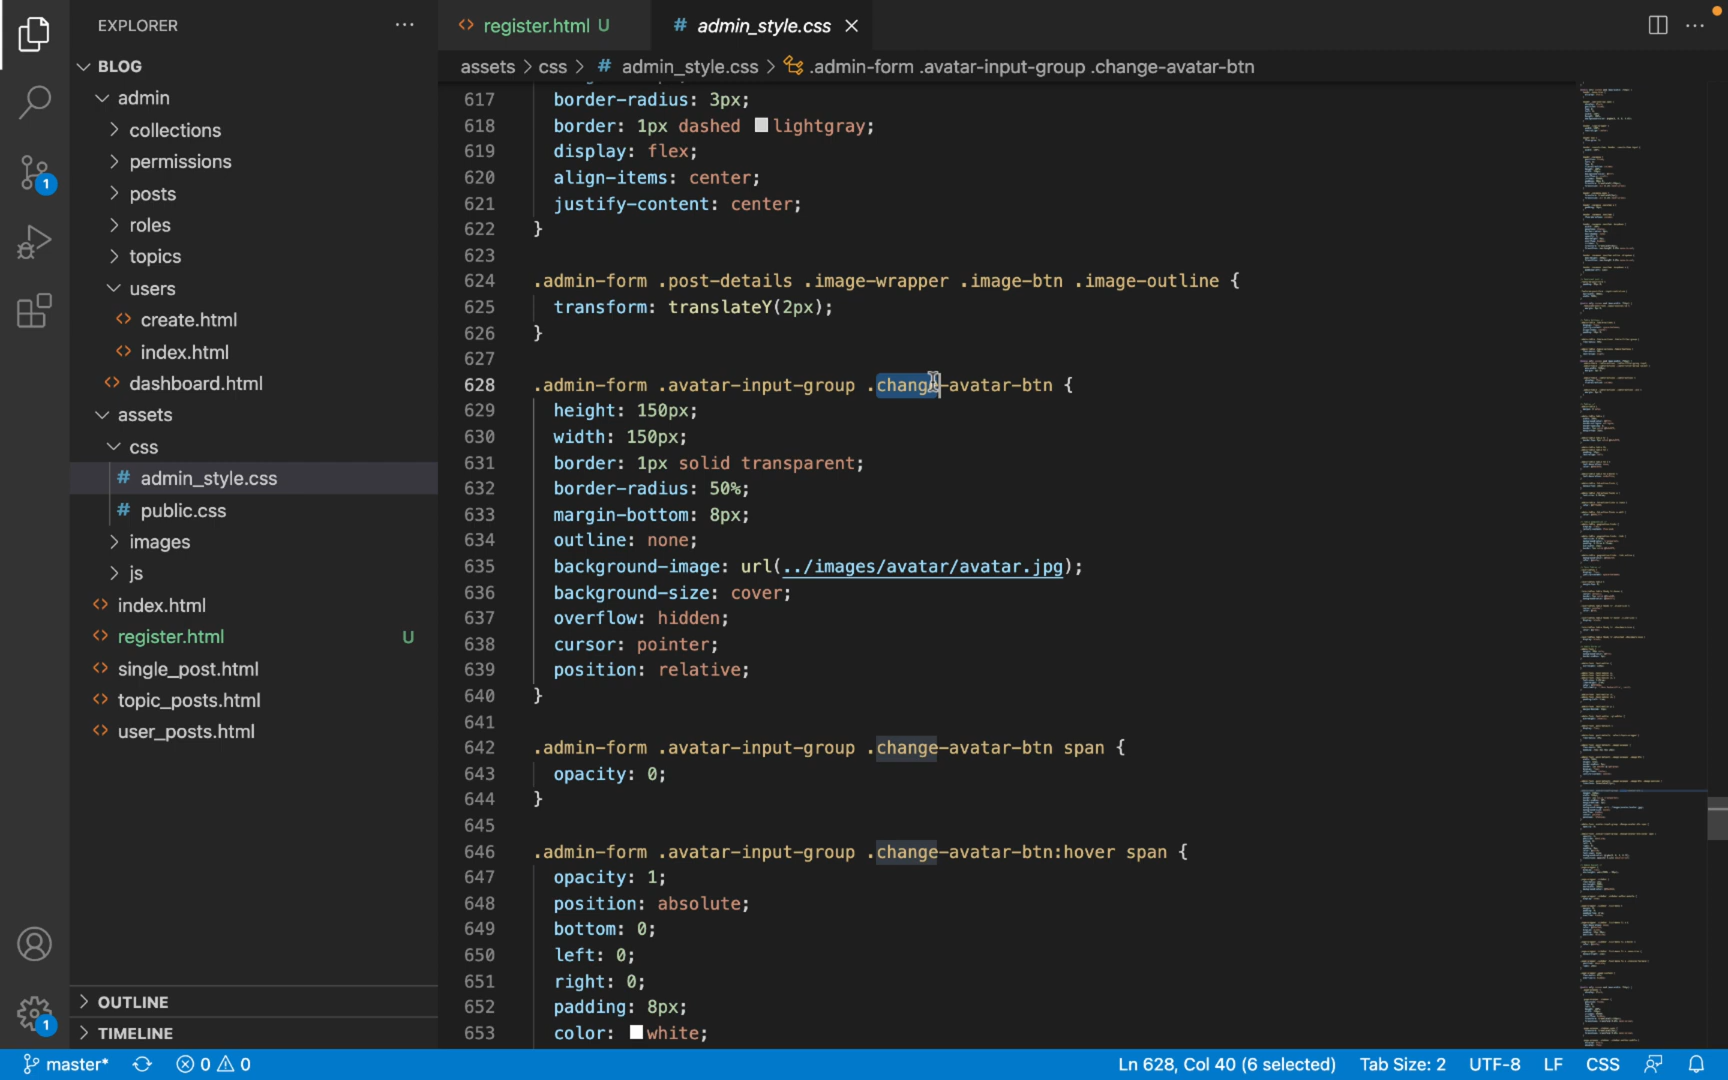 EXPLORER
BLOG
admin
collections
permissions
posts
roles
topics
users
create.html
index.html
dashboard.html
assets
css
admin_style.css
public.css
images
js
index.html
register.html U
single_post.html
topic_posts.html
user_posts.html
OUTLINE
TIMELINE
1
1
register.html U
# admin_style.css
assets > css > # admin_style.css > .admin-form .avatar-input-group .change-avatar-btn
617 border-radius: 3px;
618 border: 1px dashed lightgray;
619 display: flex;
620 align-items: center;
621 justify-content: center;
622 }
623
624 .admin-form .post-details .image-wrapper .image-btn .image-outline {
625 transform: translateY(2px);
626 }
627
628 .admin-form .avatar-input-group .change-avatar-btn {
629 height: 150px;
630 width: 150px;
631 border: 1px solid transparent;
632 border-radius: 50%;
633 margin-bottom: 8px;
634 outline: none;
635 background-image: url(../images/avatar/avatar.jpg);
636 background-size: cover;
637 overflow: hidden;
638 cursor: pointer;
639 position: relative;
640 }
641
642 .admin-form .avatar-input-group .change-avatar-btn span {
643 opacity: 0;
644 }
645
646 .admin-form .avatar-input-group .change-avatar-btn:hover span {
647 opacity: 1;
648 position: absolute;
649 bottom: 0;
650 left: 0;
651 right: 0;
652 padding: 8px;
653 color: white;
master* 0 0 Ln 628, Col 40 (6 selected) Tab Size: 2 UTF-8 LF CSS